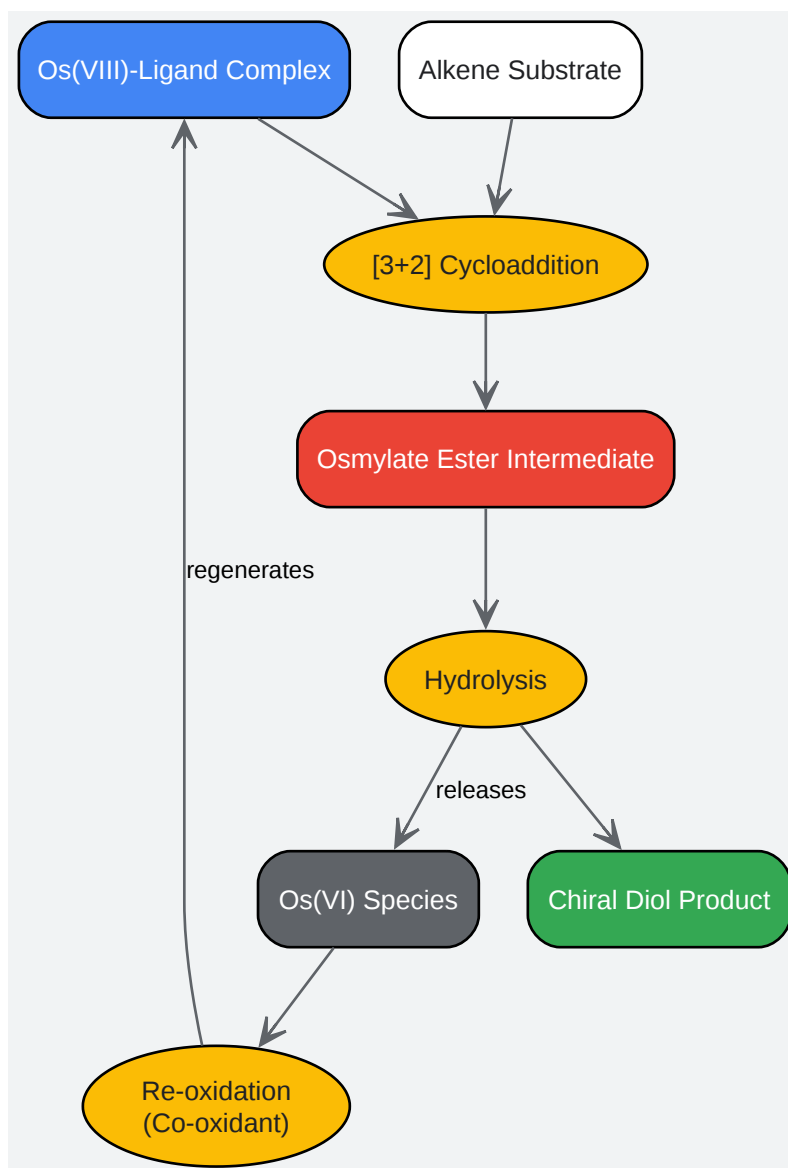 Os(VIII)-Ligand Complex
Alkene Substrate
[3+2] Cycloaddition
Osmylate Ester Intermediate
regenerates
Hydrolysis
releases
Os(VI) Species
Chiral Diol Product
Re-oxidation
(Co-oxidant)